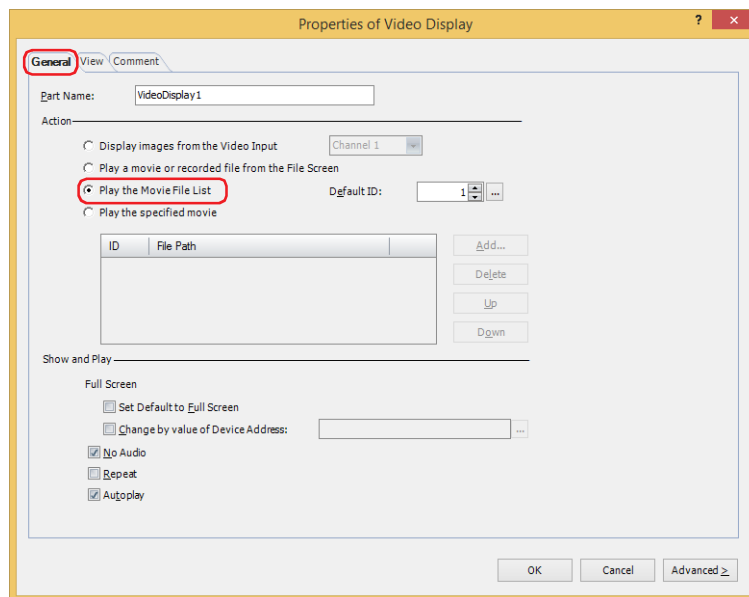 Properties of Video Display
? ×
General View Comment
Part Name: VideoDisplay1
Action
Display images from the Video Input Channel 1
Play a movie or recorded file from the File Screen
Play the Movie File List Default ID: 1 ...
Play the specified movie
ID File Path
Add...
Delete
Up
Down
Show and Play
Full Screen
Set Default to Full Screen
Change by value of Device Address: ...
No Audio
Repeat
Autoplay
OK Cancel Advanced >